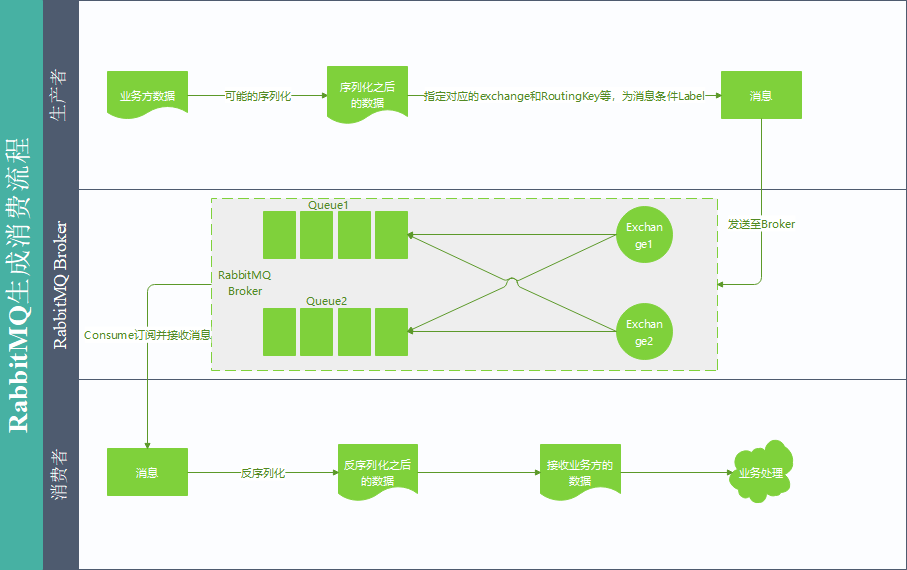 RabbitMQ生成消费流程
生产者
业务方数据
可能的序列化
序列化之后
的数据
指定对应的exchange和RoutingKey等，为消息条件Label
消息
发送至Broker
RabbitMQ Broker
Queue1
Exchan
ge1
RabbitMQ
Broker
Queue2
Exchan
ge2
Consume订阅并接收消息
消费者
消息
反序列化
反序列化之后
的数据
接收业务方的
数据
业务处理